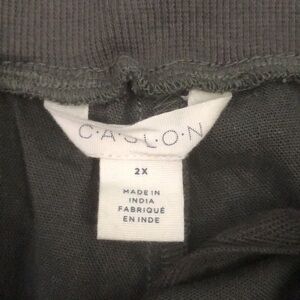 C·A·S·L·O·N
2X
MADE IN
INDIA
FABRIQUÉ
EN INDE